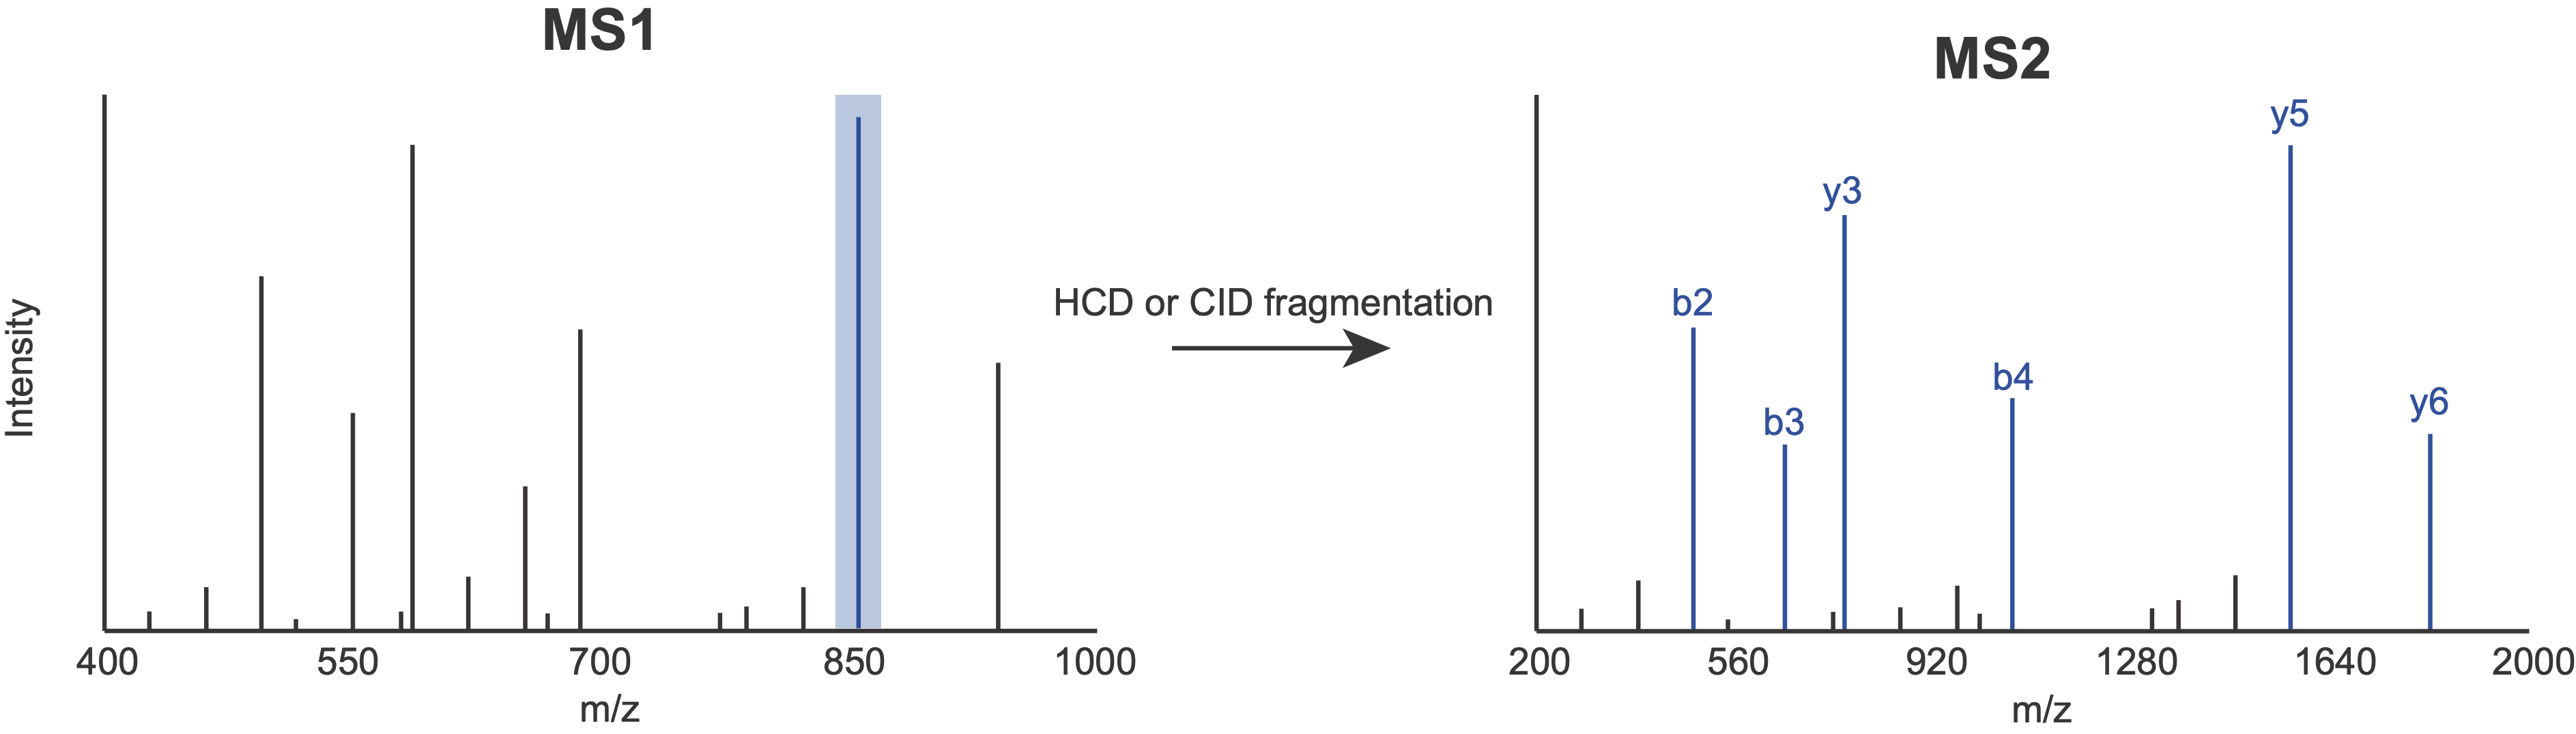 MS1
Intensity
400 550 700 850 1000
m/z
HCD or CID fragmentation
MS2
b2
b3
y3
b4
y5
y6
200 560 920 1280 1640 2000
m/z